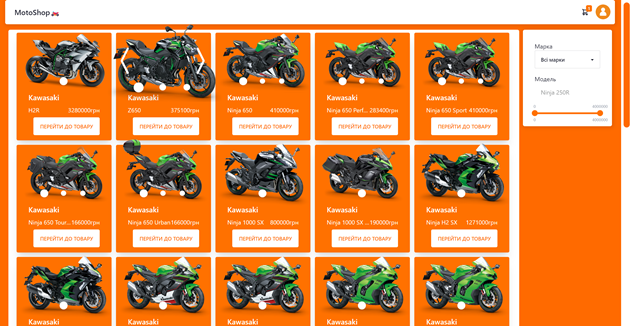 MotoShop
1
Kawasaki
H2R 3280000грн
ПЕРЕЙТИ ДО ТОВАРУ
Kawasaki
Z650 375100грн
ПЕРЕЙТИ ДО ТОВАРУ
Kawasaki
Ninja 650 410000грн
ПЕРЕЙТИ ДО ТОВАРУ
Kawasaki
Ninja 650 Perf... 283400грн
ПЕРЕЙТИ ДО ТОВАРУ
Kawasaki
Ninja 650 Sport 410000грн
ПЕРЕЙТИ ДО ТОВАРУ
Марка
Всі марки
Модель
Ninja 250R
0 4000000
0 4000000
Kawasaki
Ninja 650 Tour... 166000грн
ПЕРЕЙТИ ДО ТОВАРУ
Kawasaki
Ninja 650 Urban 166000грн
ПЕРЕЙТИ ДО ТОВАРУ
Kawasaki
Ninja 1000 SX 800000грн
ПЕРЕЙТИ ДО ТОВАРУ
Kawasaki
Ninja 1000 SX ... 190000грн
ПЕРЕЙТИ ДО ТОВАРУ
Kawasaki
Ninja H2 SX 1271000грн
ПЕРЕЙТИ ДО ТОВАРУ
Kawasaki
Kawasaki
Kawasaki
Kawasaki
Kawasaki